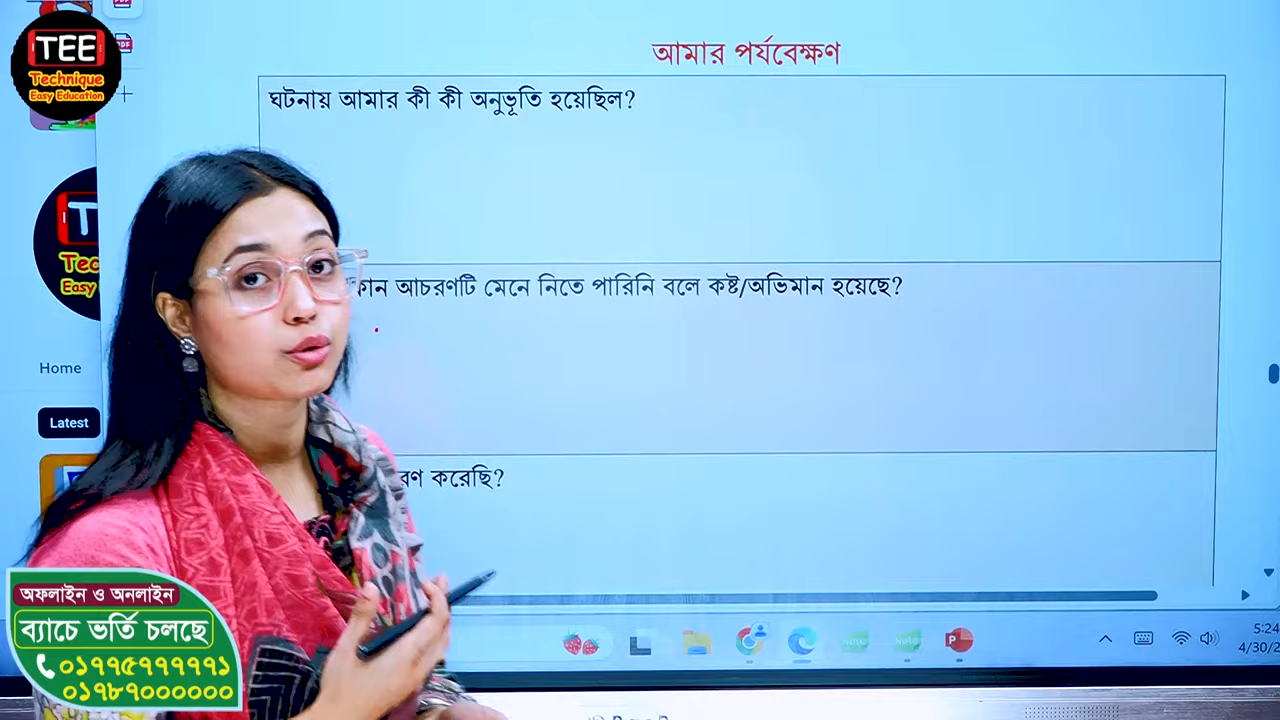 TEE
Technique
Easy Education
আমার পর্যবেক্ষণ
ঘটনায় আমার কী কী অনুভূতি হয়েছিল?
আচরণটি মেনে নিতে পারিনি বলে কষ্ট/অভিমান হয়েছে?
করেছি?
Home
Latest
অফলাইন ও অনলাইন
ব্যাচে ভর্তি চলছে
০১৭৭৫৭৭৭৭৭১
০১৭৮৭০০০০০০
Easy
5:24